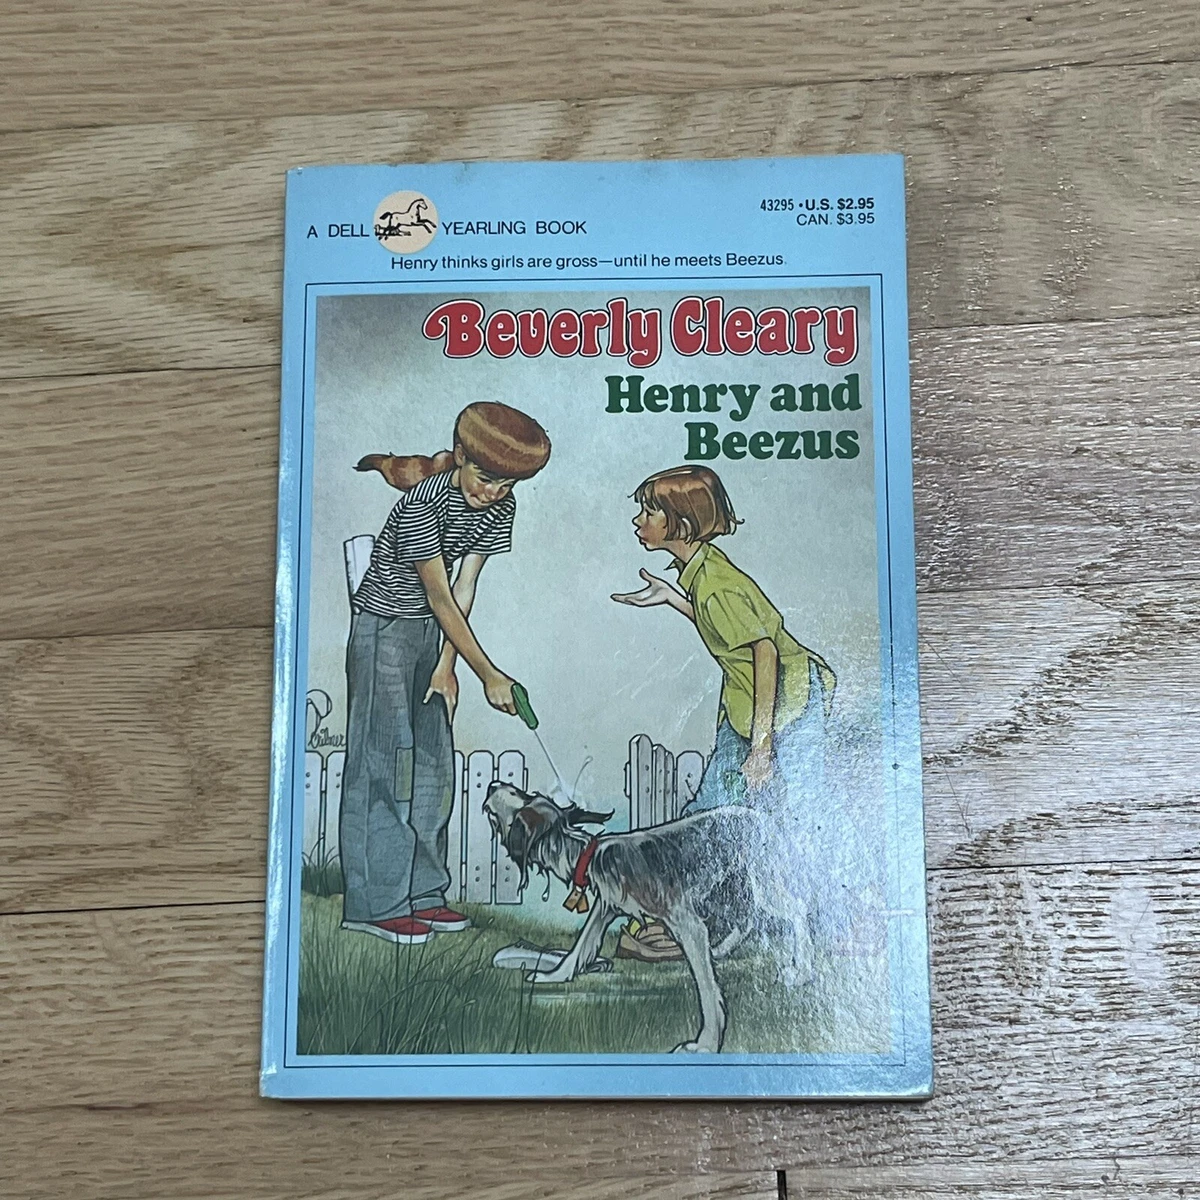 A DELL YEARLING BOOK
43295 • U.S. $2.95
CAN. $3.95
Henry thinks girls are gross—until he meets Beezus.
Beverly Cleary
Henry and
Beezus